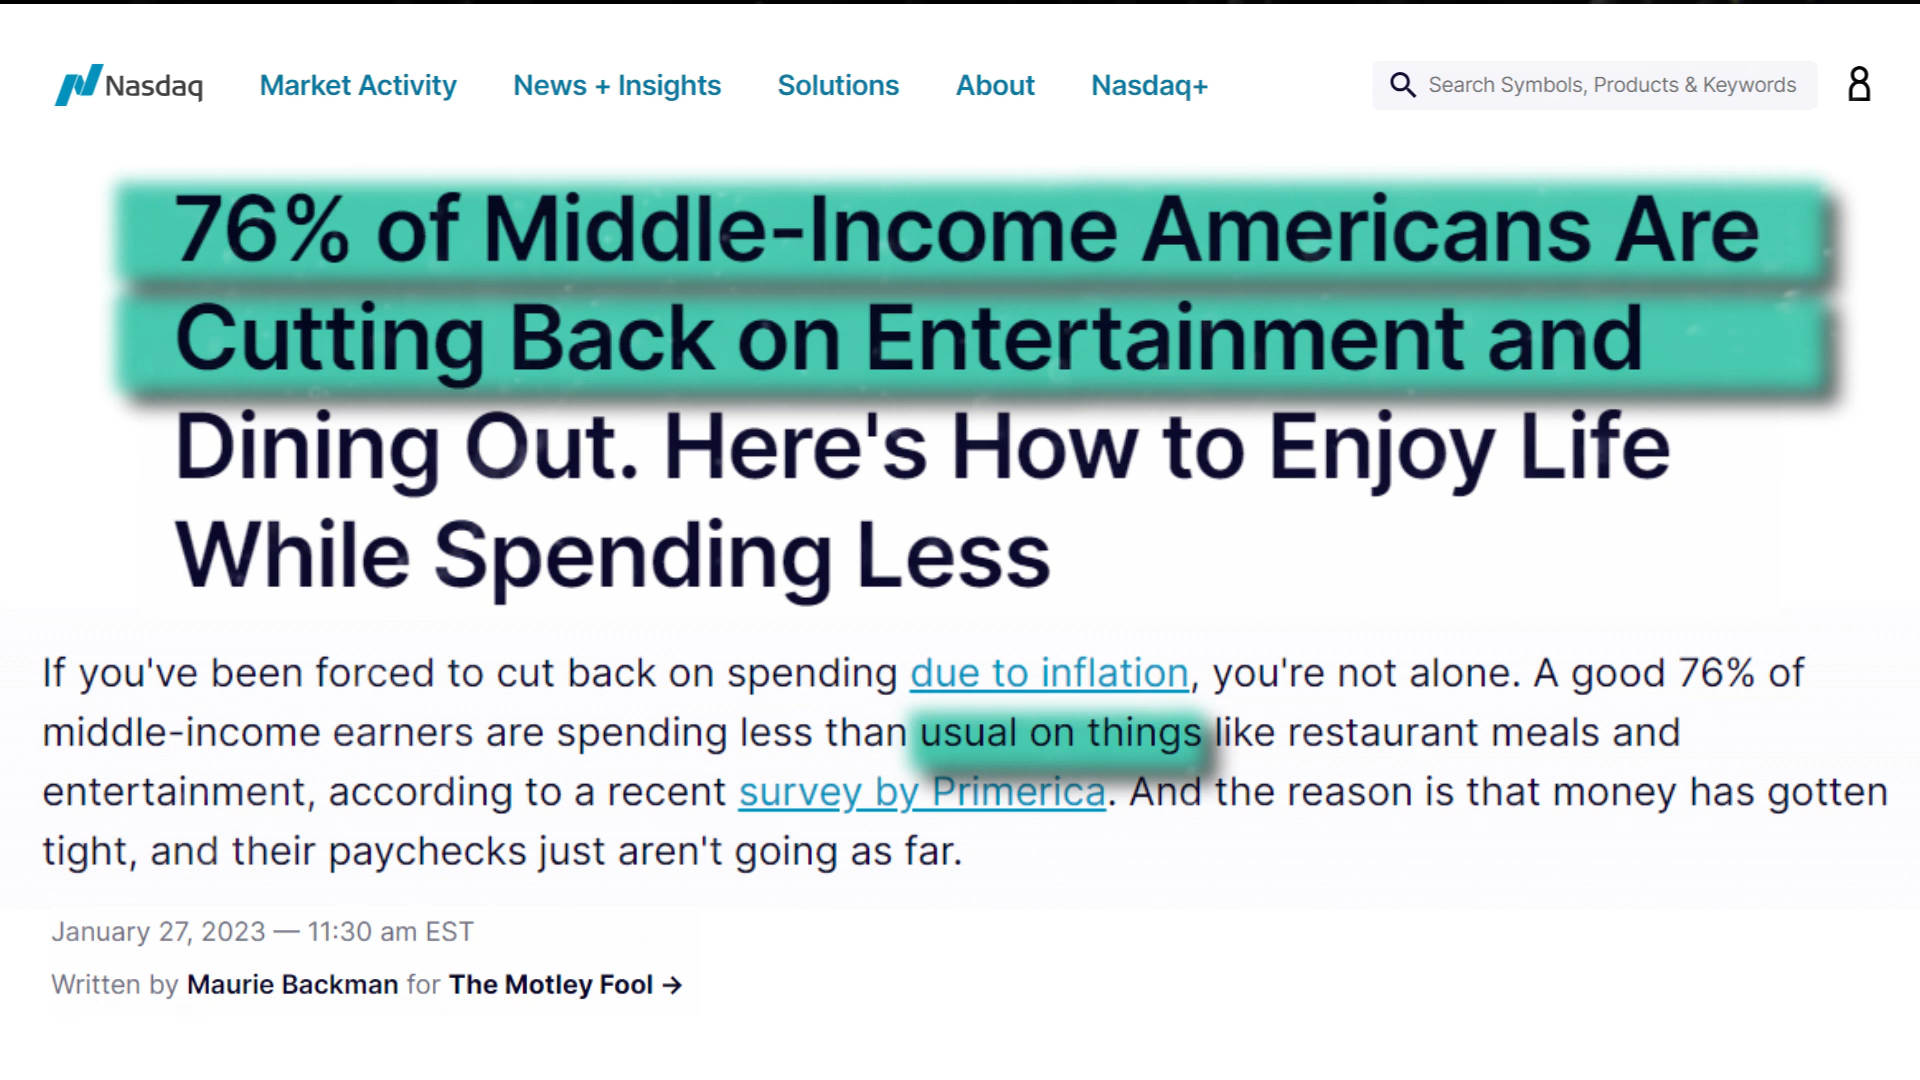 Nasdaq Market Activity News + Insights Solutions About Nasdaq+ Search Symbols, Products & Keywords
76% of Middle-Income Americans Are
Cutting Back on Entertainment and
Dining Out. Here's How to Enjoy Life
While Spending Less
If you've been forced to cut back on spending due to inflation, you're not alone. A good 76% of
middle-income earners are spending less than usual on things like restaurant meals and
entertainment, according to a recent survey by Primerica. And the reason is that money has gotten
tight, and their paychecks just aren't going as far.
January 27, 2023 — 11:30 am EST
Written by Maurie Backman for The Motley Fool →